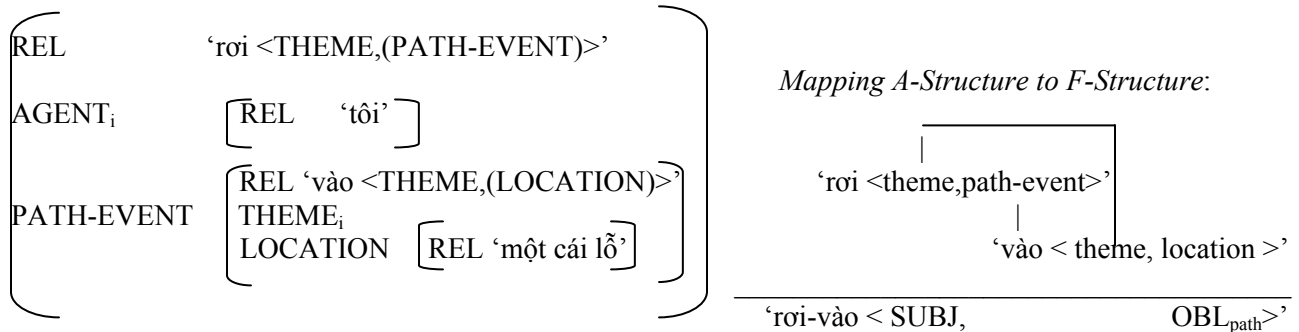 REL ‘rơi <THEME,(PATH-EVENT)>’
AGENTi REL ‘tôi’
PATH-EVENT REL ‘vào <THEME,(LOCATION)>’
THEMEi
LOCATION REL ‘một cái lỗ’
Mapping A-Structure to F-Structure:
‘rơi <theme,path-event>’
‘vào < theme, location >’
‘rơi-vào < SUBJ, OBLpath>’